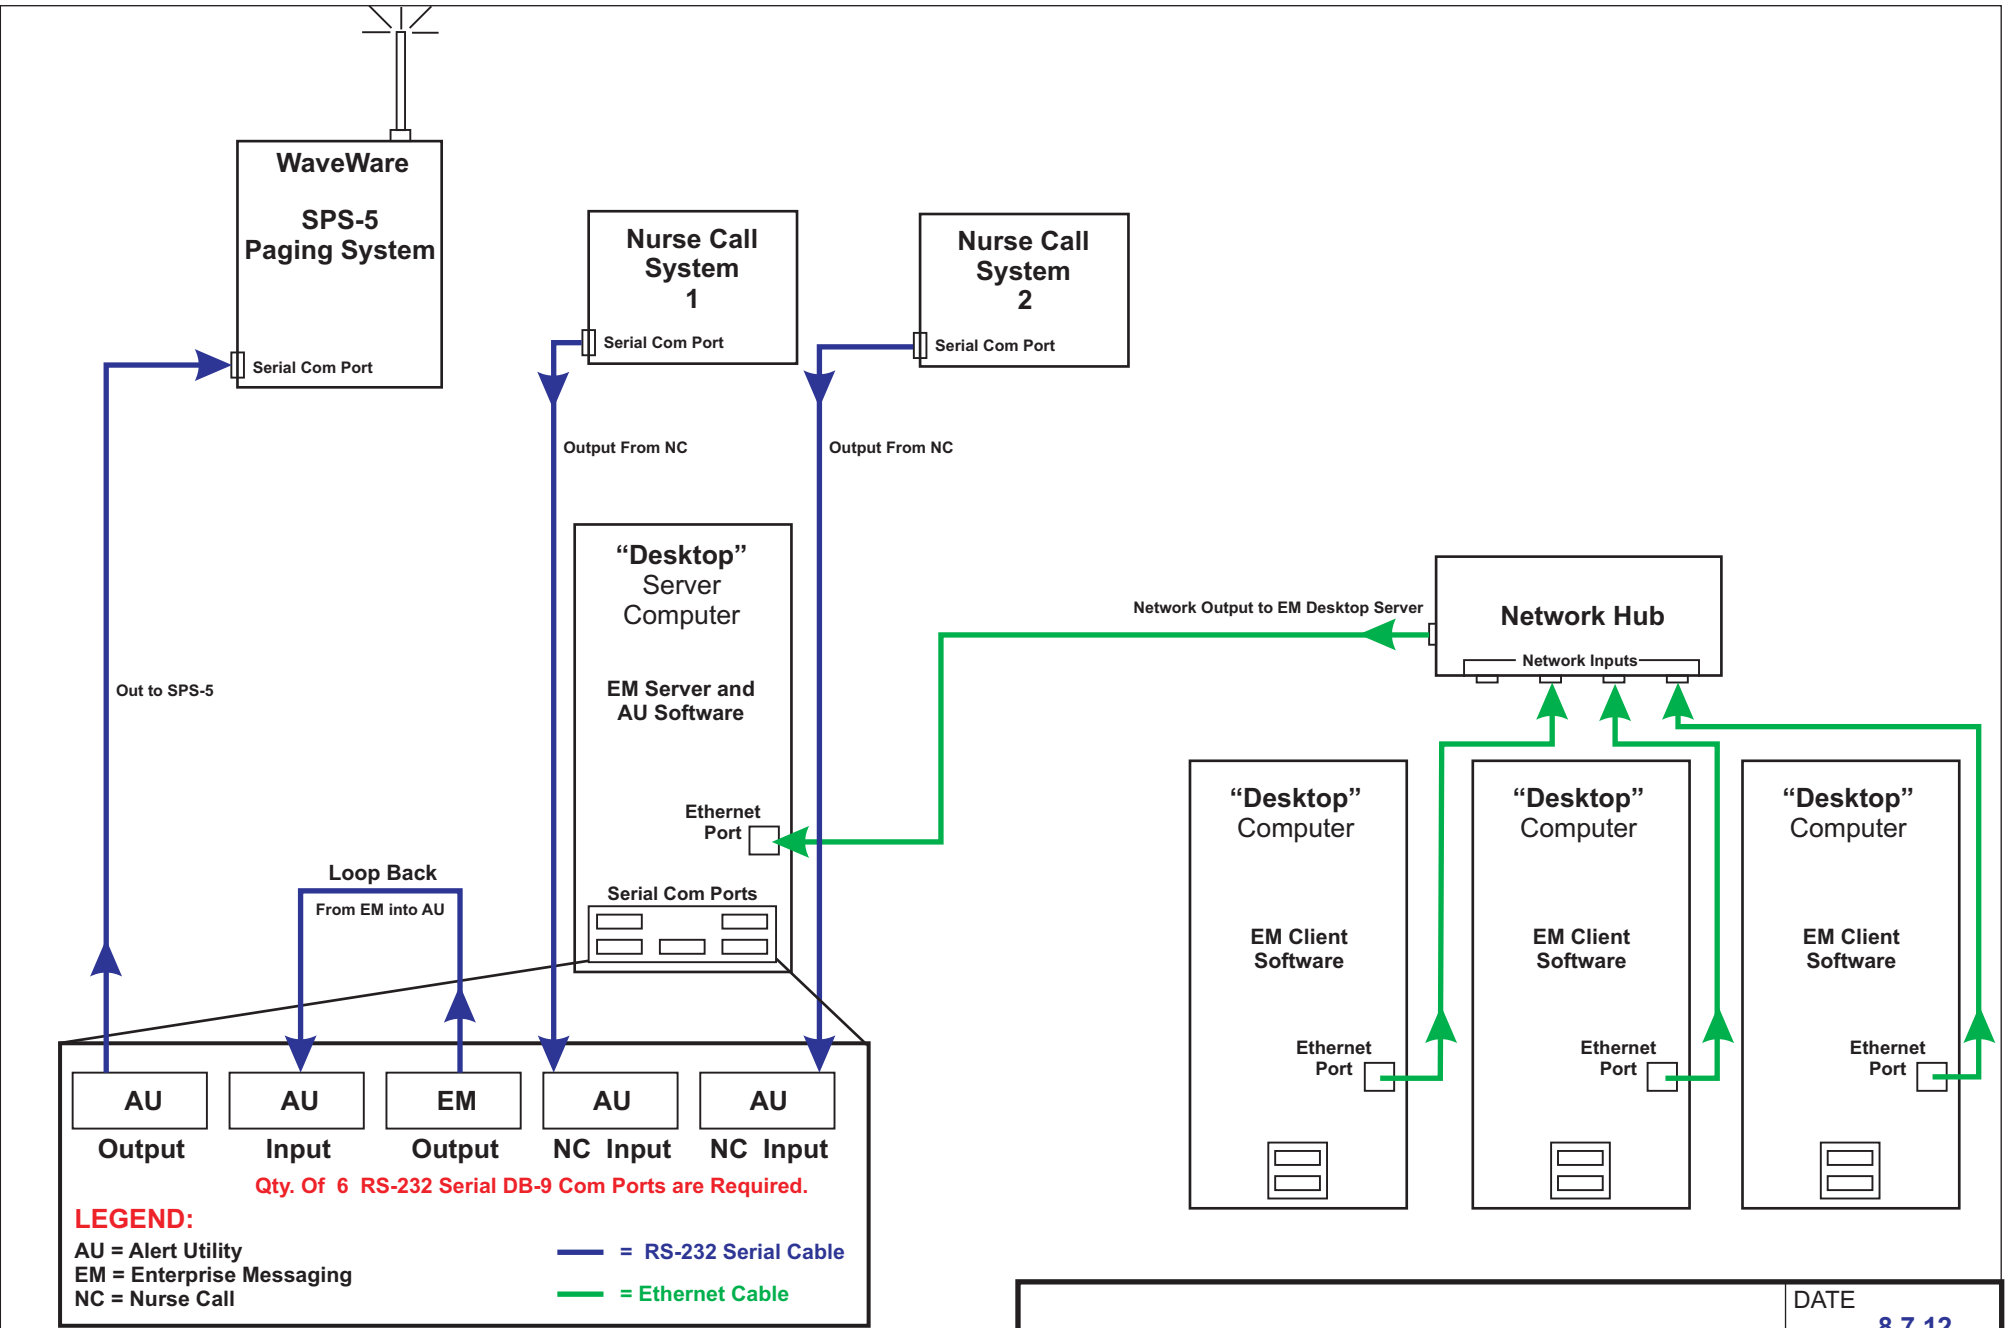 WaveWare
SPS-5
Paging System
Serial Com Port
Nurse Call
System
1
Serial Com Port
Nurse Call
System
2
Serial Com Port
Output From NC
Output From NC
Out to SPS-5
“Desktop”
Server
Computer
EM Server and
AU Software
Ethernet
Port
Serial Com Ports
Network Output to EM Desktop Server
Network Hub
Network Inputs
Loop Back
From EM into AU
“Desktop”
Computer
EM Client
Software
Ethernet
Port
“Desktop”
Computer
EM Client
Software
Ethernet
Port
“Desktop”
Computer
EM Client
Software
Ethernet
Port
AU
Output
AU
Input
EM
Output
AU
NC Input
AU
NC Input
Qty. Of 6 RS-232 Serial DB-9 Com Ports are Required.
LEGEND:
AU = Alert Utility
EM = Enterprise Messaging
NC = Nurse Call
= RS-232 Serial Cable
= Ethernet Cable
DATE
8.7.12